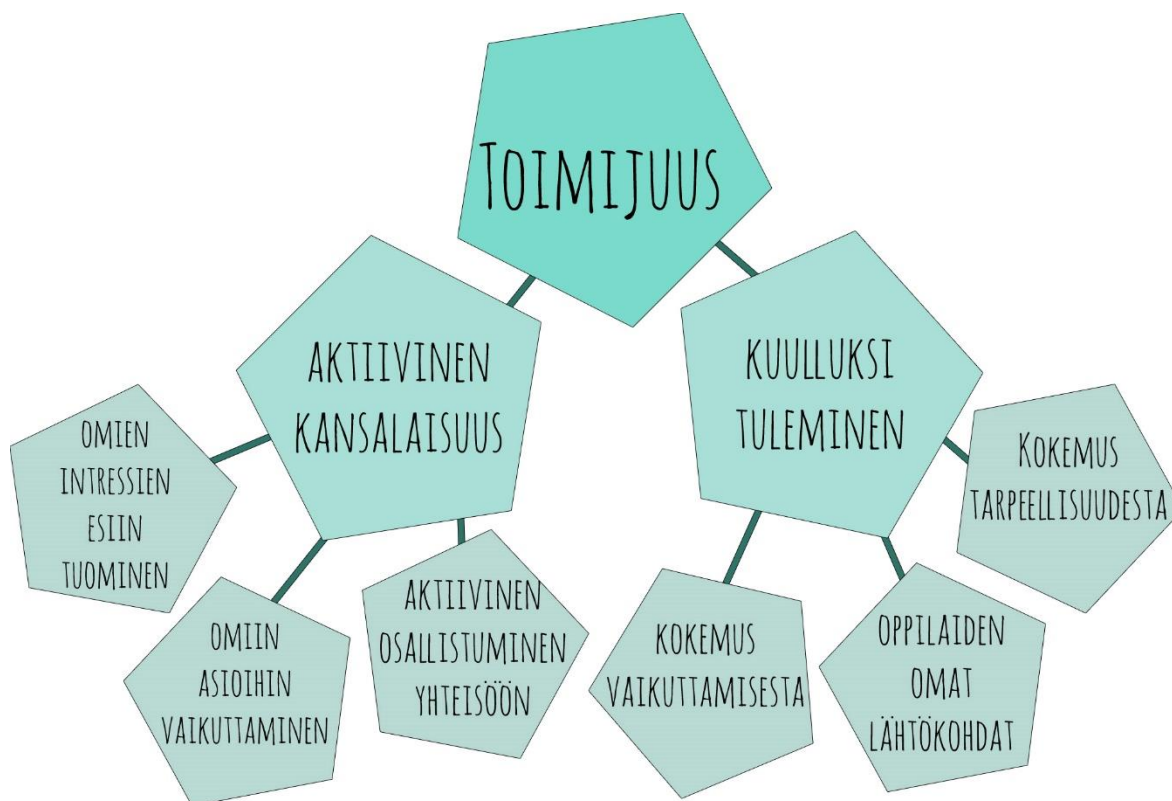 TOIMIJUUS
AKTIIVINEN
KANSALAISUUS
KUULLUKSI
TULEMINEN
OMIEN
INTRESSIEN
ESIIN
TUOMINEN
OMIIN
ASIOIHIN
VAIKUTTAMINEN
AKTIIVINEN
OSALLISTUMINEN
YHTEISÖÖN
KOKEMUS
VAIKUTTAMISESTA
OPPILAIDEN
OMAT
LÄHTÖKOHDAT
KOKEMUS
TARPEELLISUUDESTA